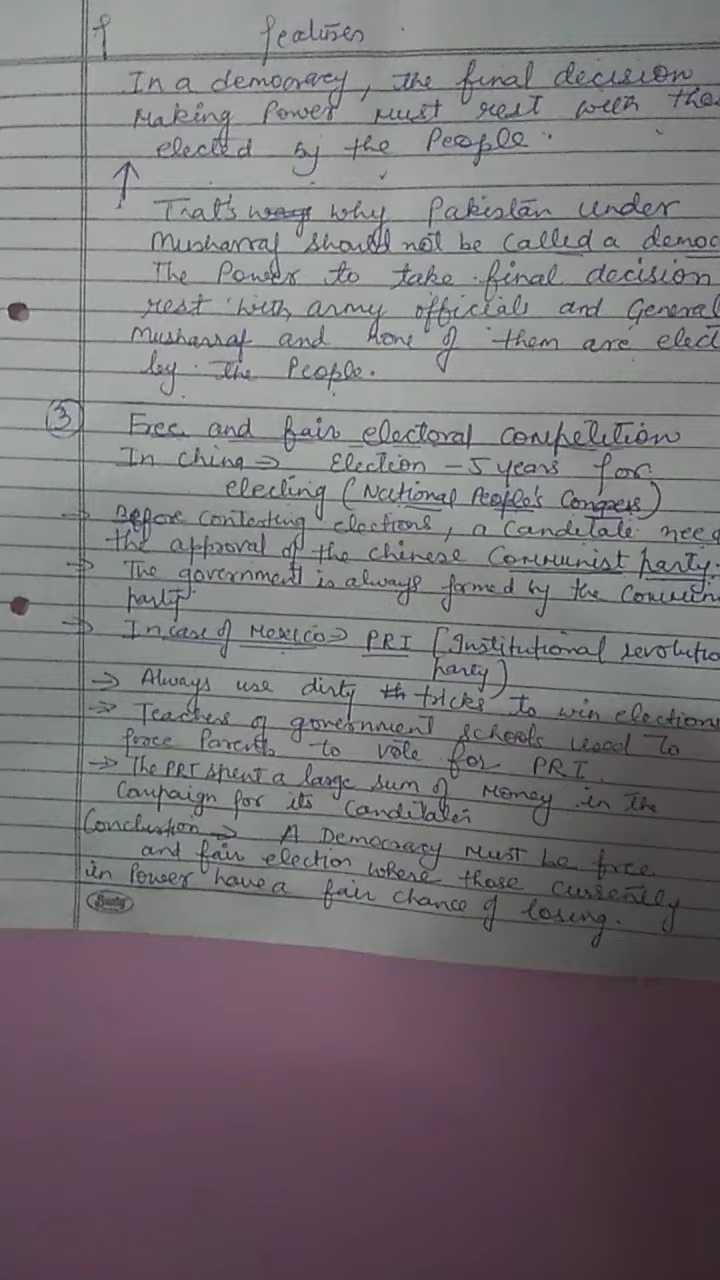 features
In a democracy, the final decision
Making Power Must rest with the
elected by the People.
That's why Pakistan under
Musharraf should not be called a democ
The Power to take final decision
rest with army officials and General
Musharraf and None of them are elect
by the People.
3 Free and fair electoral competition
In China ⇒ Election - 5 years for
electing (National People's Congress)
→ Before contesting elections, a candidate need
the approval of the Chinese Communist party.
→ The government is always formed by the Commun
party
→ In case of Mexico ⇒ PRI [Institutional revolutio
party)
→ Always use dirty tricks to win election
→ Teachers of government schools used to
force Parents to vote for PRI.
→ The PRI spent a large sum of Money in the
Campaign for its candidates
Conclusion → A Democracy Must be free
and fair election where those currently
in Power have a fair chance of losing.